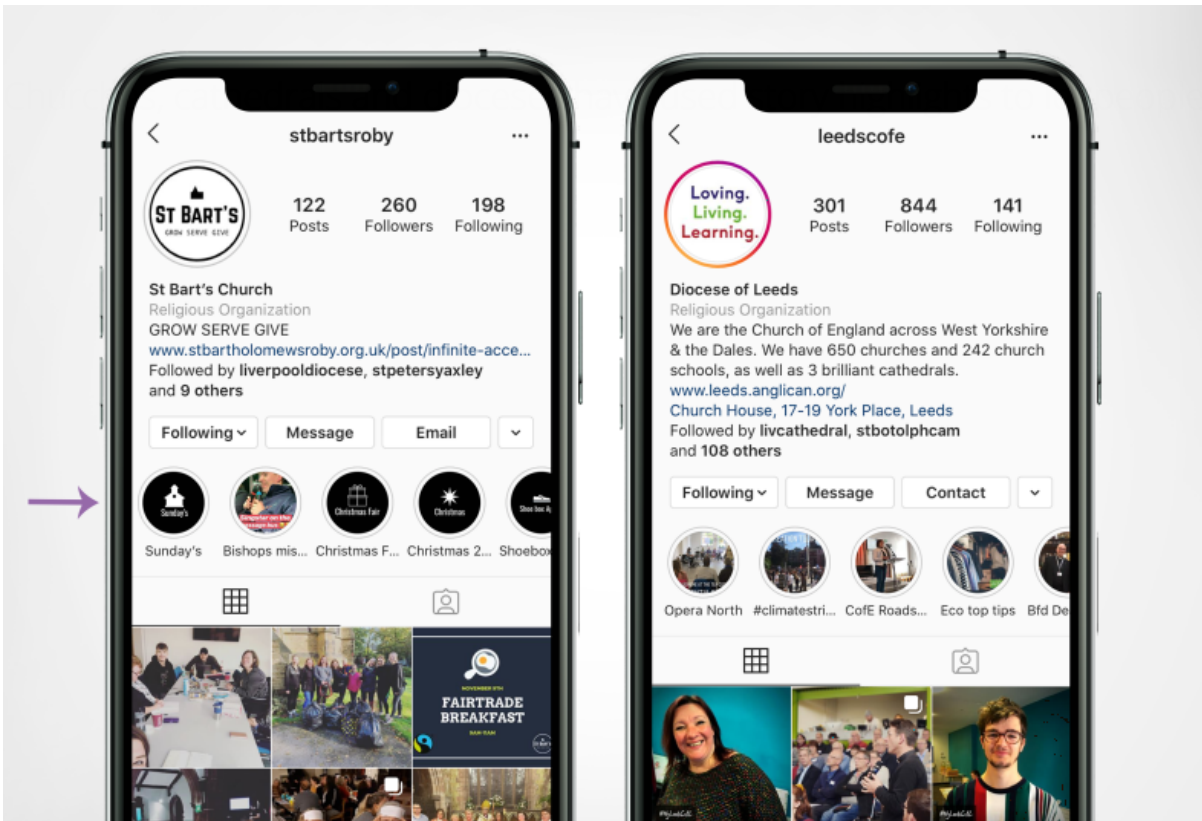 stbartsroby
ST BART'S
GROW SERVE GIVE
122 260 198
Posts Followers Following
St Bart's Church
Religious Organization
GROW SERVE GIVE
www.stbartholomewsroby.org.uk/post/infinite-acce...
Followed by liverpooldiocese, stpetersyaxley
and 9 others
Following Message Email
Sunday's
Christmas Fair
Christmas
Sunday's Bishops mis... Christmas F... Christmas 2... Shoebox
NOVEMBER 9TH
FAIRTRADE
BREAKFAST
9AM-11AM
ST BART'S
leedscofe
Loving.
Living.
Learning.
301 844 141
Posts Followers Following
Diocese of Leeds
Religious Organization
We are the Church of England across West Yorkshire
& the Dales. We have 650 churches and 242 church
schools, as well as 3 brilliant cathedrals.
www.leeds.anglican.org/
Church House, 17-19 York Place, Leeds
Followed by livcathedral, stbotolphcam
and 108 others
Following Message Contact
Opera North #climatestri... CofE Roads... Eco top tips Bfd De